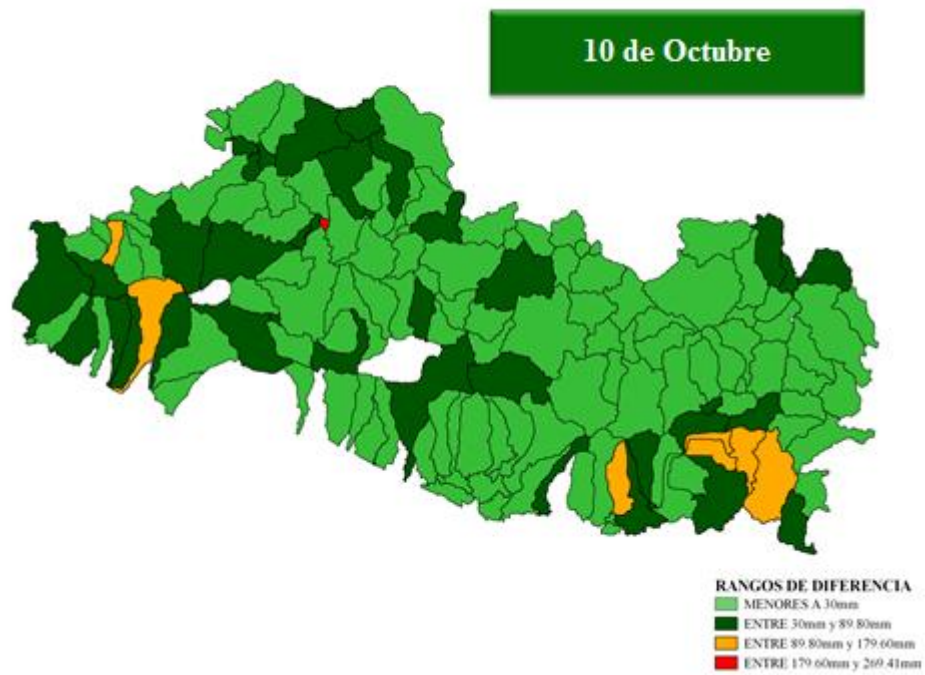 10 de Octubre
RANGOS DE DIFERENCIA
MENORES A 30mm
ENTRE 30mm y 89.80mm
ENTRE 89.80mm y 179.60mm
ENTRE 179.60mm y 269.41mm